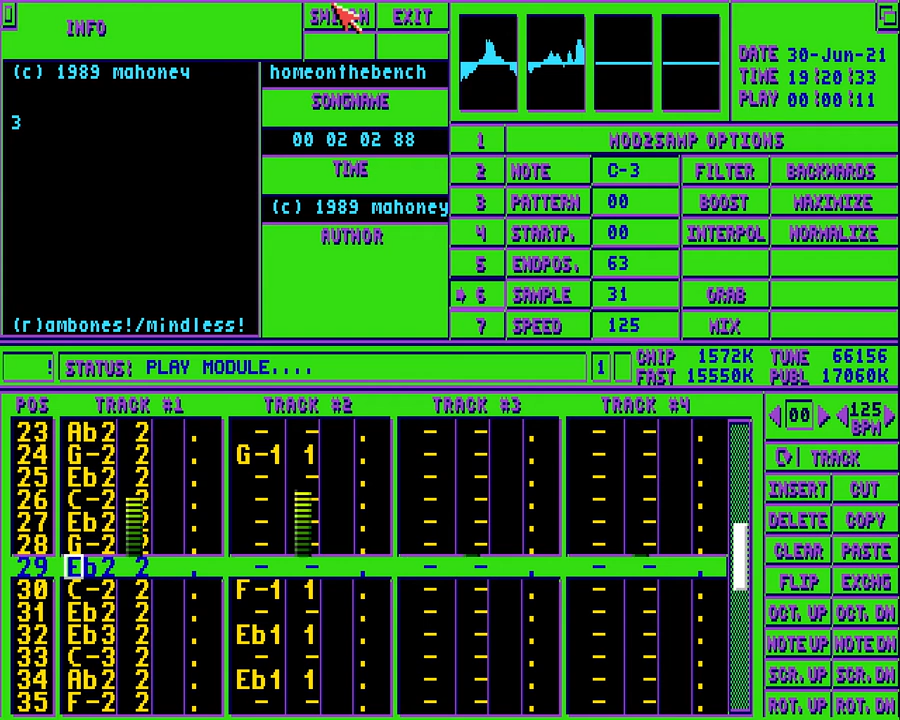 INFO
EXIT
(c) 1989 mahoney
3
(r)ambones!/mindless!
homeonthebench
SONGNAME
00 02 02 88
TIME
(c) 1989 mahoney
AUTHOR
DATE 30-Jun-21
TIME 19:20:33
PLAY 00:00:11
1 MOD2SAMP OPTIONS
2 NOTE C-3 FILTER BACKWARDS
3 PATTERN 00 BOOST MAXIMIZE
4 STARTP. 00 INTERPOL NORMALIZE
5 ENDPOS. 63
6 SAMPLE 31 GRAB
7 SPEED 125 MIX
! STATUS: PLAY MODULE.... 1
CHIP 1572K TUNE 66156
FAST 15550K PUBL 17060K
POS TRACK #1 TRACK #2 TRACK #3 TRACK #4
23 Ab2 2 . - - . - - . - - .
24 G-2 2 . G-1 1 . - - . - - .
25 Eb2 2 . - - . - - . - - .
26 C-2 2 . - - . - - . - - .
27 Eb2 2 . - - . - - . - - .
28 G-2 2 . - - . - - . - - .
29 Eb2 2 . - - . - - . - - .
30 C-2 2 . F-1 1 . - - . - - .
31 Eb2 2 . - - . - - . - - .
32 Eb3 2 . Eb1 1 . - - . - - .
33 C-3 2 . - - . - - . - - .
34 Ab2 2 . Eb1 1 . - - . - - .
35 F-2 2 . - - . - - . - - .
00 125 BPM
TRACK
INSERT CUT
DELETE COPY
CLEAR PASTE
FLIP EXCHG
OCT. UP OCT. DN
NOTE UP NOTE DN
SCR. UP SCR. DN
ROT. UP ROT. DN